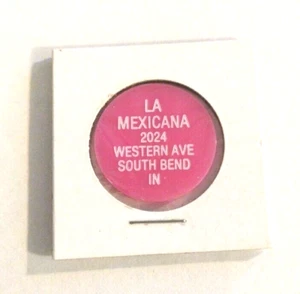 LA
MEXICANA
2024
WESTERN AVE
SOUTH BEND
IN